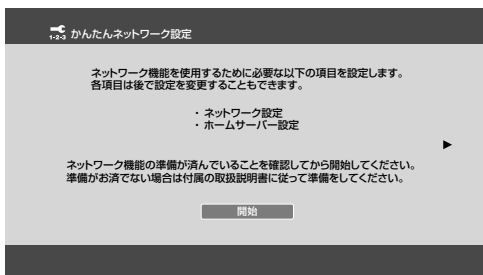 1-2-3 かんたんネットワーク設定
ネットワーク機能を使用するために必要な以下の項目を設定します。
各項目は後で設定を変更することもできます。
・ ネットワーク設定
・ ホームサーバー設定
ネットワーク機能の準備が済んでいることを確認してから開始してください。
準備がお済でない場合は付属の取扱説明書に従って準備をしてください。
開始